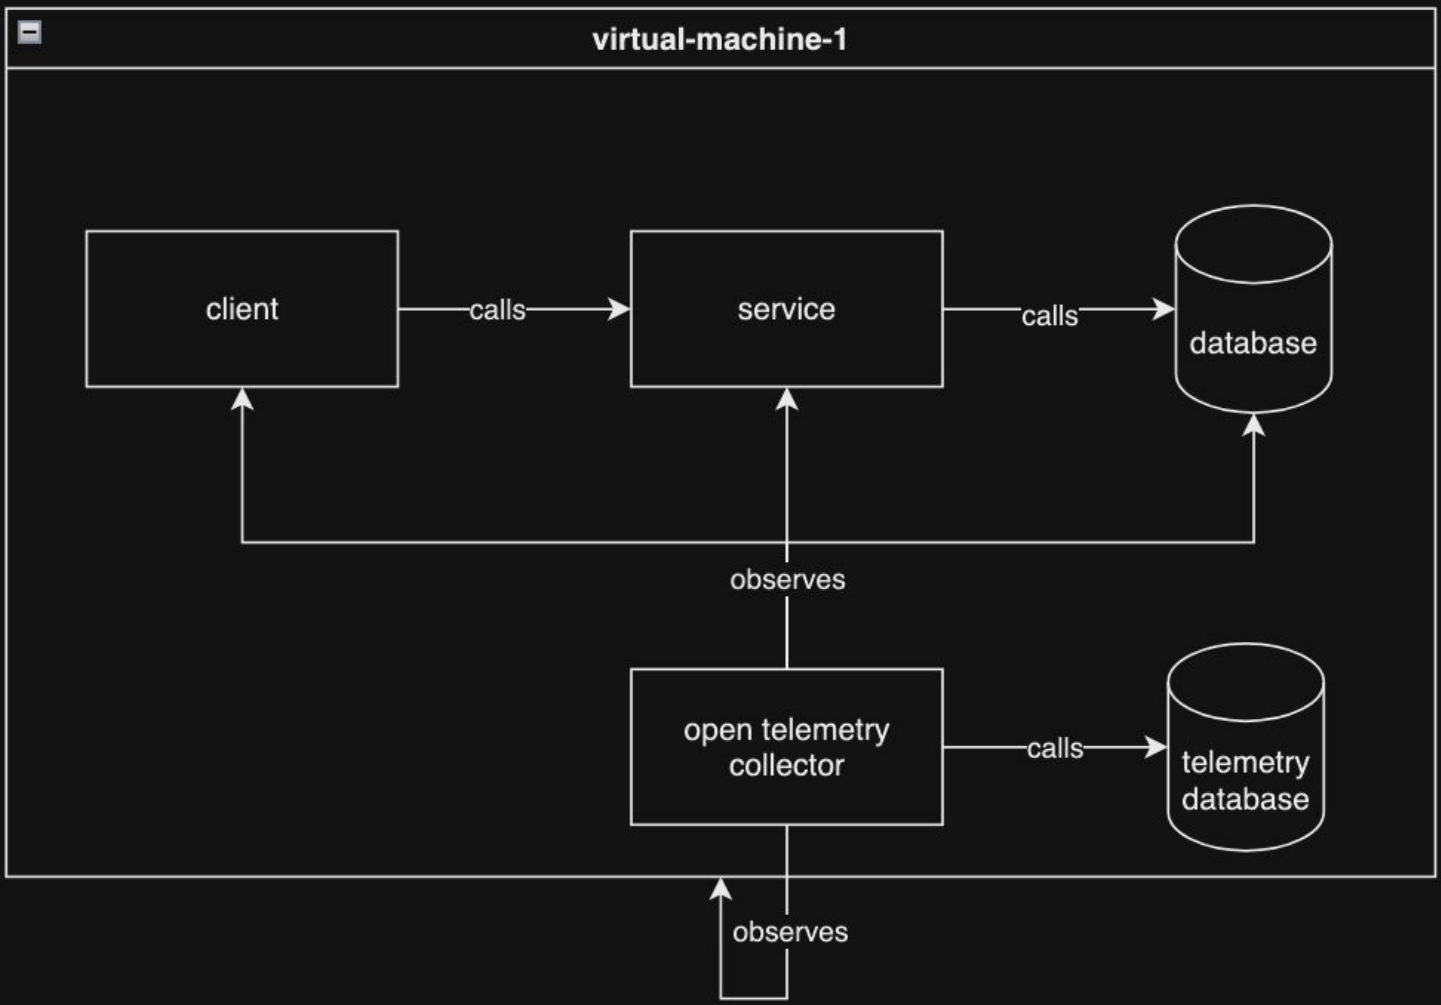 virtual-machine-1
client
calls
service
calls
database
observes
open telemetry
collector
calls
telemetry
database
observes